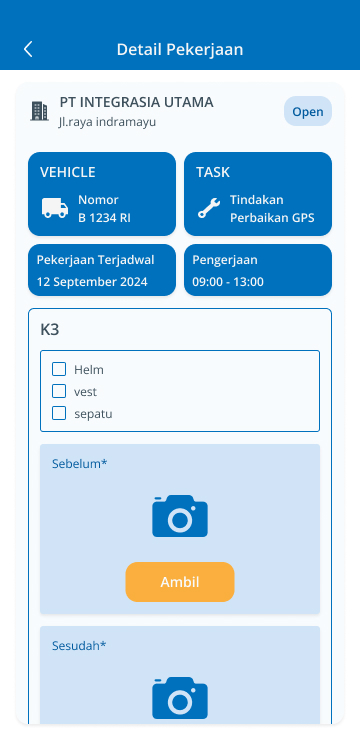 Detail Pekerjaan
PT INTEGRASIA UTAMA
Jl.raya indramayu
Open
VEHICLE
Nomor
B 1234 RI
TASK
Tindakan
Perbaikan GPS
Pekerjaan Terjadwal
12 September 2024
Pengerjaan
09:00 - 13:00
K3
Helm
vest
sepatu
Sebelum*
Ambil
Sesudah*